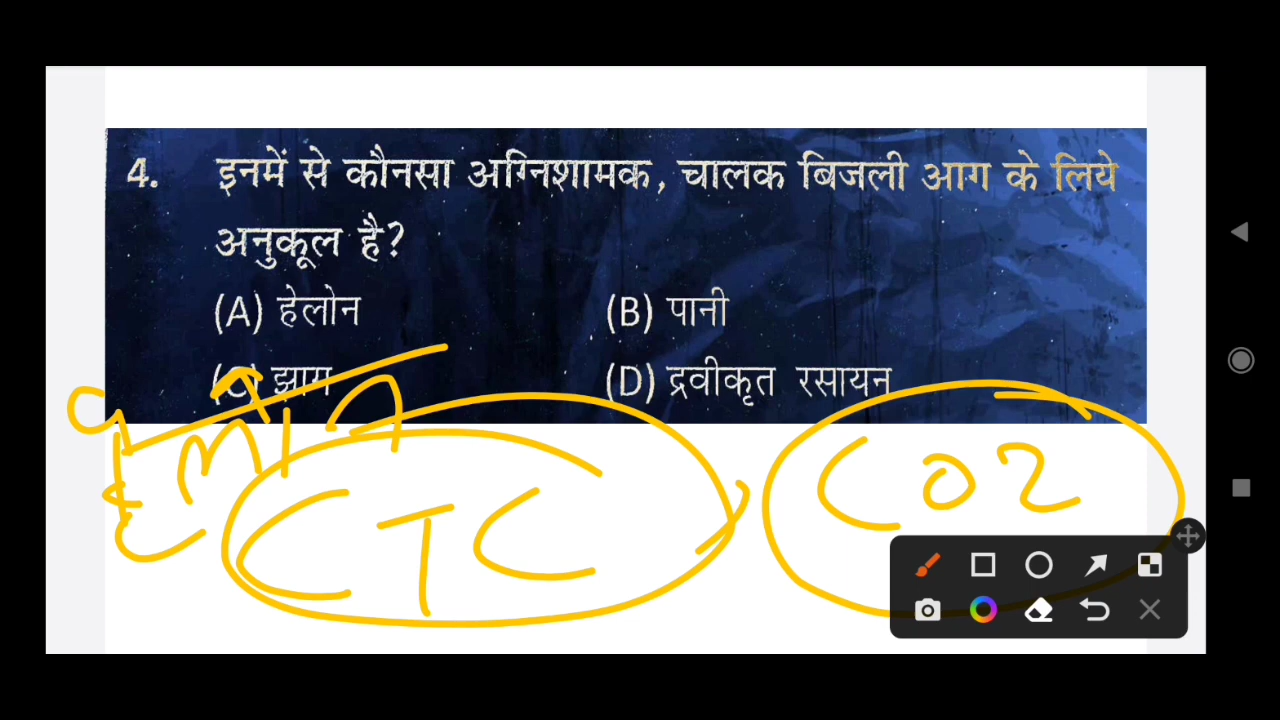 4. इनमें से कौनसा अग्निशामक, चालक बिजली आग के लिये
अनुकूल है?
(A) हेलोन (B) पानी
(C) झाग (D) द्रवीकृत रसायन
CTC, CO2